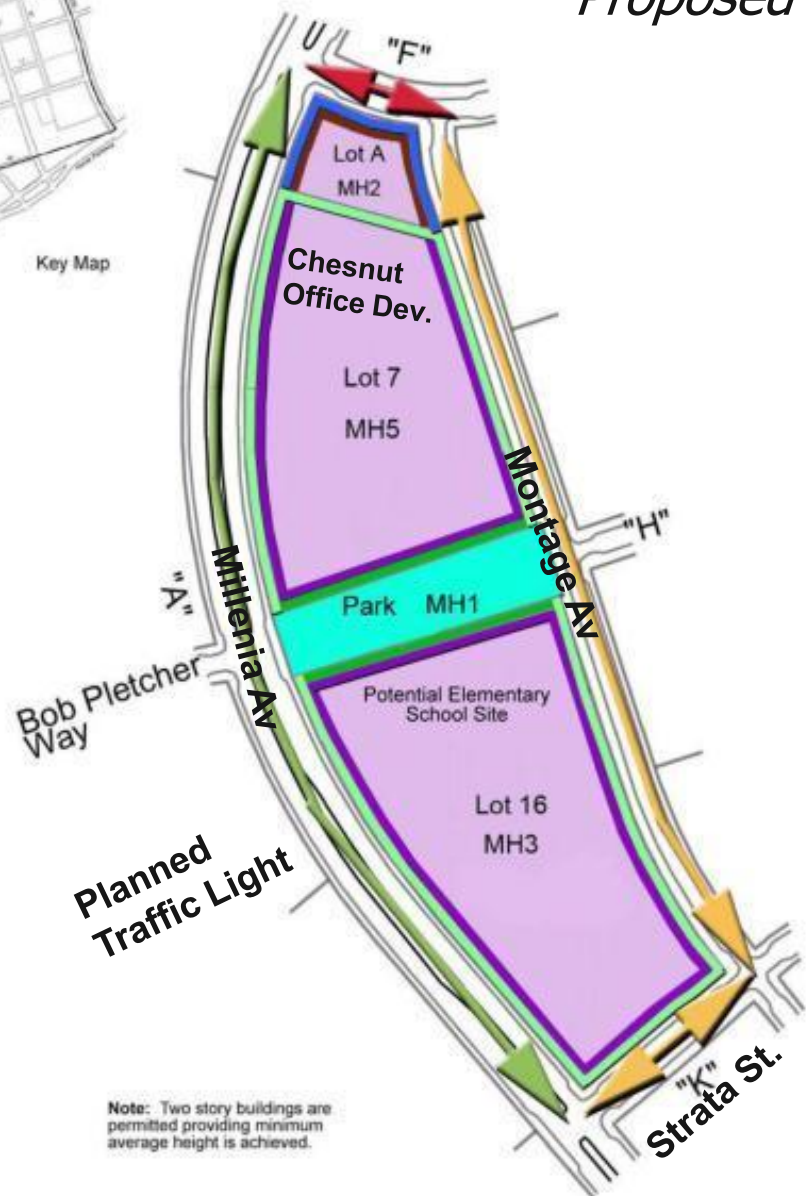 Proposed
"F"
Lot A
MH2
Key Map
Chesnut
Office Dev.
Lot 7
MH5
Montage Av
"H"
"A"
Millenia Av
Park MH1
Bob Pletcher
Way
Potential Elementary
School Site
Lot 16
MH3
Planned
Traffic Light
"K"
Strata St.
Note: Two story buildings are
permitted providing minimum
average height is achieved.